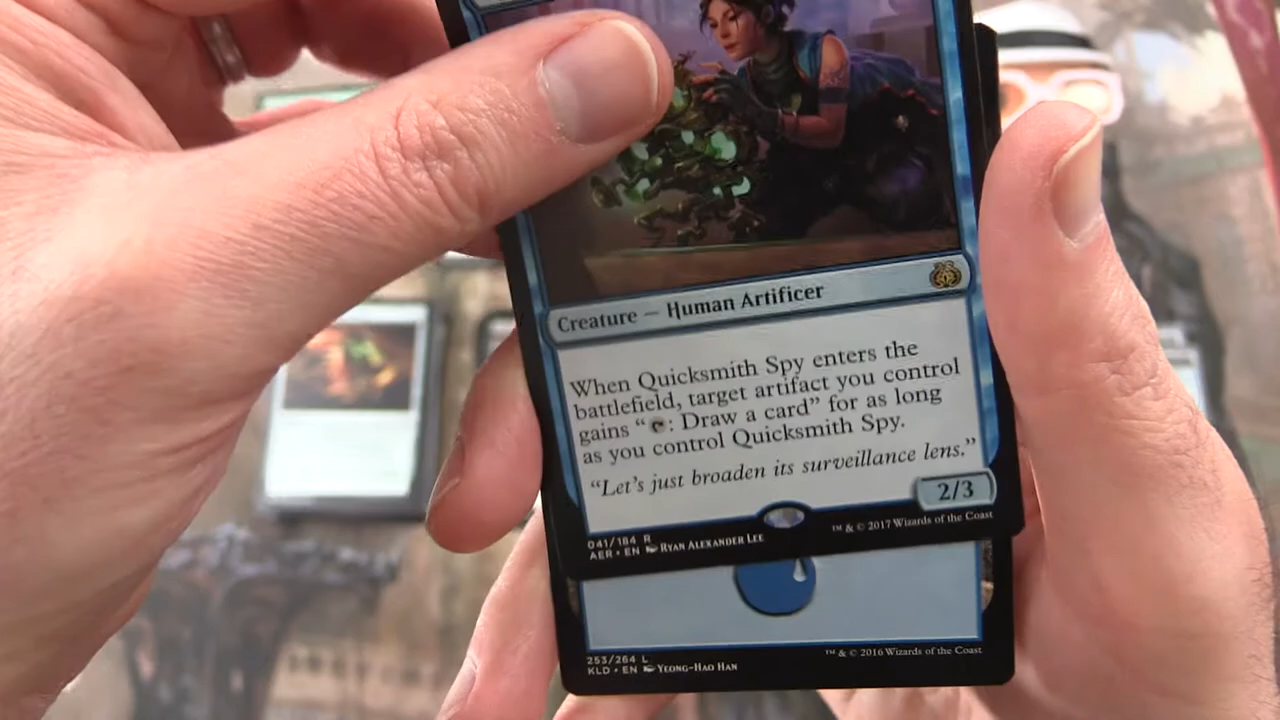 Creature — Human Artificer
When Quicksmith Spy enters the
battlefield, target artifact you control
gains “: Draw a card” for as long
as you control Quicksmith Spy.
“Let’s just broaden its surveillance lens.”
2/3
041/184 R
AER • EN RYAN ALEXANDER LEE
™ & © 2017 Wizards of the Coast
253/264 L
KLD • EN YEONG-HAO HAN
™ & © 2016 Wizards of the Coast